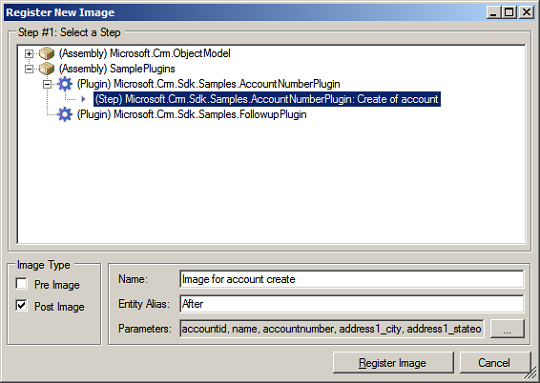 Register New Image
Step #1: Select a Step
(Assembly) Microsoft.Crm.ObjectModel
(Assembly) SamplePlugins
(Plugin) Microsoft.Crm.Sdk.Samples.AccountNumberPlugin
(Step) Microsoft.Crm.Sdk.Samples.AccountNumberPlugin: Create of account
(Plugin) Microsoft.Crm.Sdk.Samples.FollowupPlugin
Image Type
Pre Image
Post Image
Name: Image for account create
Entity Alias: After
Parameters: accountid, name, accountnumber, address1_city, address1_stateo ...
Register Image Cancel